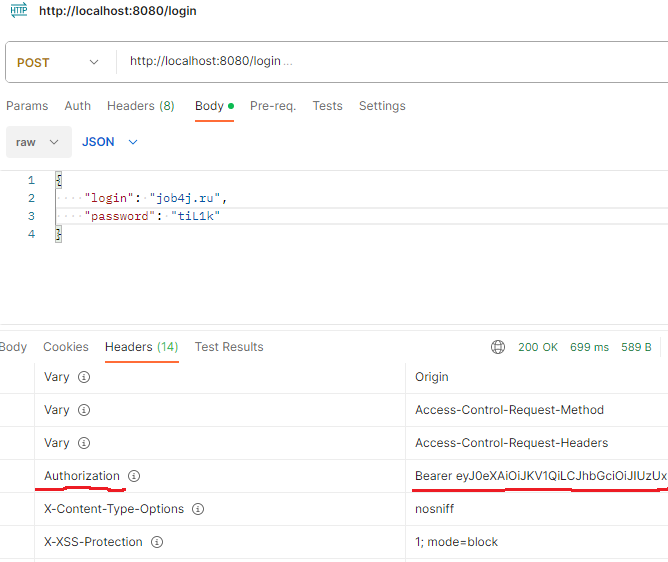 HTTP http://localhost:8080/login
POST http://localhost:8080/login ...
Params Auth Headers (8) Body Pre-req. Tests Settings
raw JSON
1 {
2 "login": "job4j.ru",
3 "password": "tiL1k"
4 }
Body Cookies Headers (14) Test Results 200 OK 699 ms 589 B
Vary Origin
Vary Access-Control-Request-Method
Vary Access-Control-Request-Headers
Authorization Bearer eyJ0eXAiOiJKV1QiLCJhbGciOiJIUzUx
X-Content-Type-Options nosniff
X-XSS-Protection 1; mode=block